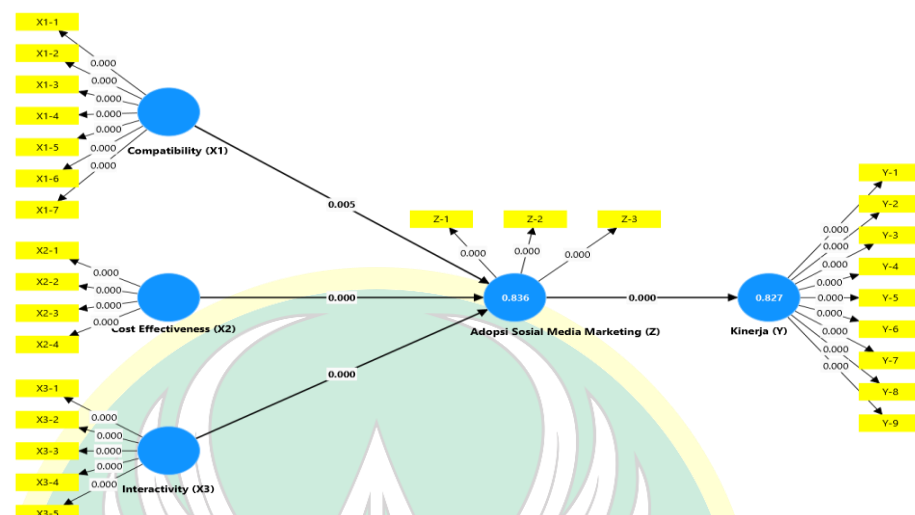 X1-1
X1-2
X1-3
X1-4
X1-5
X1-6
X1-7
0.000
0.000
0.000
0.000
0.000
0.000
0.000
Compatibility (X1)
0.005
X2-1
X2-2
X2-3
X2-4
0.000
0.000
0.000
0.000
Cost Effectiveness (X2)
0.000
X3-1
X3-2
X3-3
X3-4
X3-5
0.000
0.000
0.000
0.000
0.000
Interactivity (X3)
0.000
Z-1
Z-2
Z-3
0.000
0.000
0.000
0.836
Adopsi Sosial Media Marketing (Z)
0.000
0.827
Kinerja (Y)
0.000
0.000
0.000
0.000
0.000
0.000
0.000
0.000
0.000
Y-1
Y-2
Y-3
Y-4
Y-5
Y-6
Y-7
Y-8
Y-9